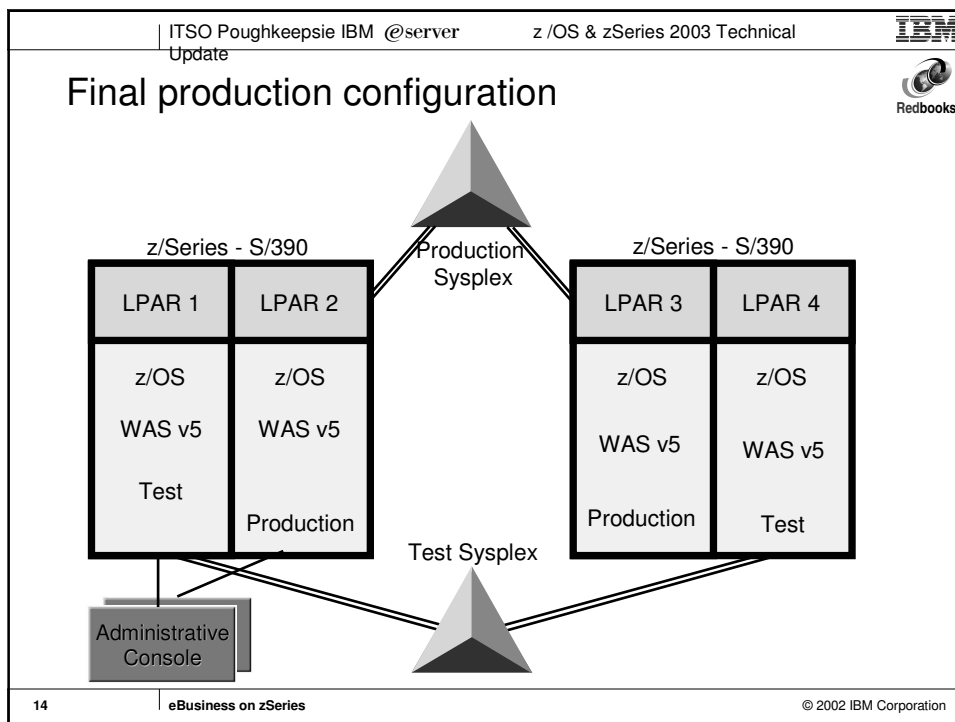 ITSO Poughkeepsie IBM @server z /OS & zSeries 2003 Technical
Update
IBM
Redbooks
Final production configuration
Production
Sysplex
z/Series - S/390
z/Series - S/390
LPAR 1
LPAR 2
LPAR 3
LPAR 4
z/OS
WAS v5
Test
z/OS
WAS v5
Production
z/OS
WAS v5
Production
z/OS
WAS v5
Test
Test Sysplex
Administrative
Console
14
eBusiness on zSeries
© 2002 IBM Corporation